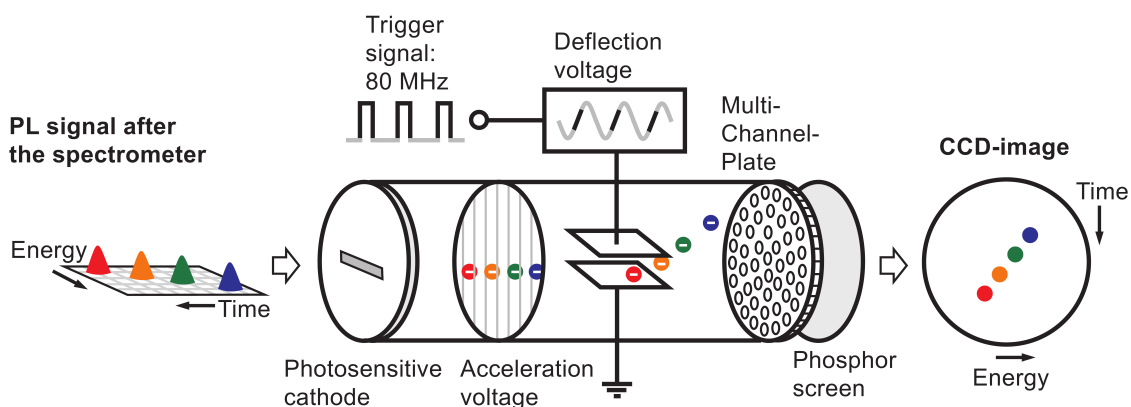 Trigger
signal:
80 MHz
Deflection
voltage
Multi-
Channel-
Plate
PL signal after
the spectrometer
CCD-image
Time
Energy
Time
Photosensitive
cathode
Acceleration
voltage
Phosphor
screen
Energy